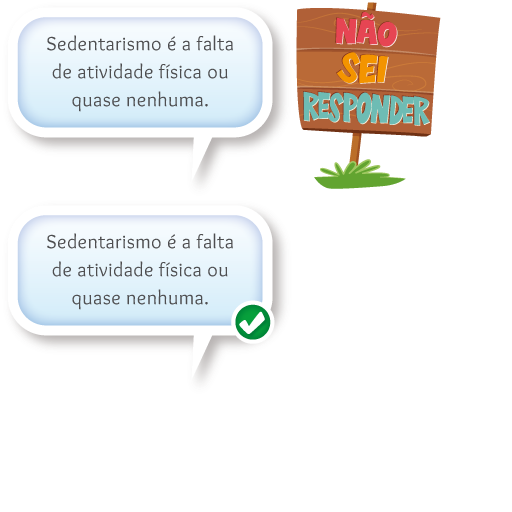 Sedentarismo é a falta
de atividade física ou
quase nenhuma.
NÃO
SEI
RESPONDER
Sedentarismo é a falta
de atividade física ou
quase nenhuma.